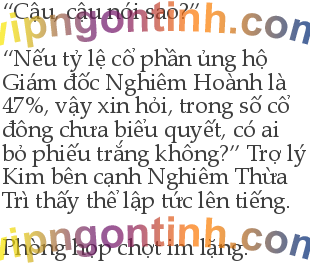 “Cậu, cậu nói sao?”
vipngontinh.com
“Nếu tỷ lệ cổ phần ủng hộ
Giám đốc Nghiêm Hoành là
47%, vậy xin hỏi, trong số cổ
đông chưa biểu quyết, có ai
bỏ phiếu trắng không?” Trợ lý
Kim bên cạnh Nghiêm Thừa
Trì thấy thế lập tức lên tiếng.
vipngontinh.com
Phòng họp chợt im lặng.